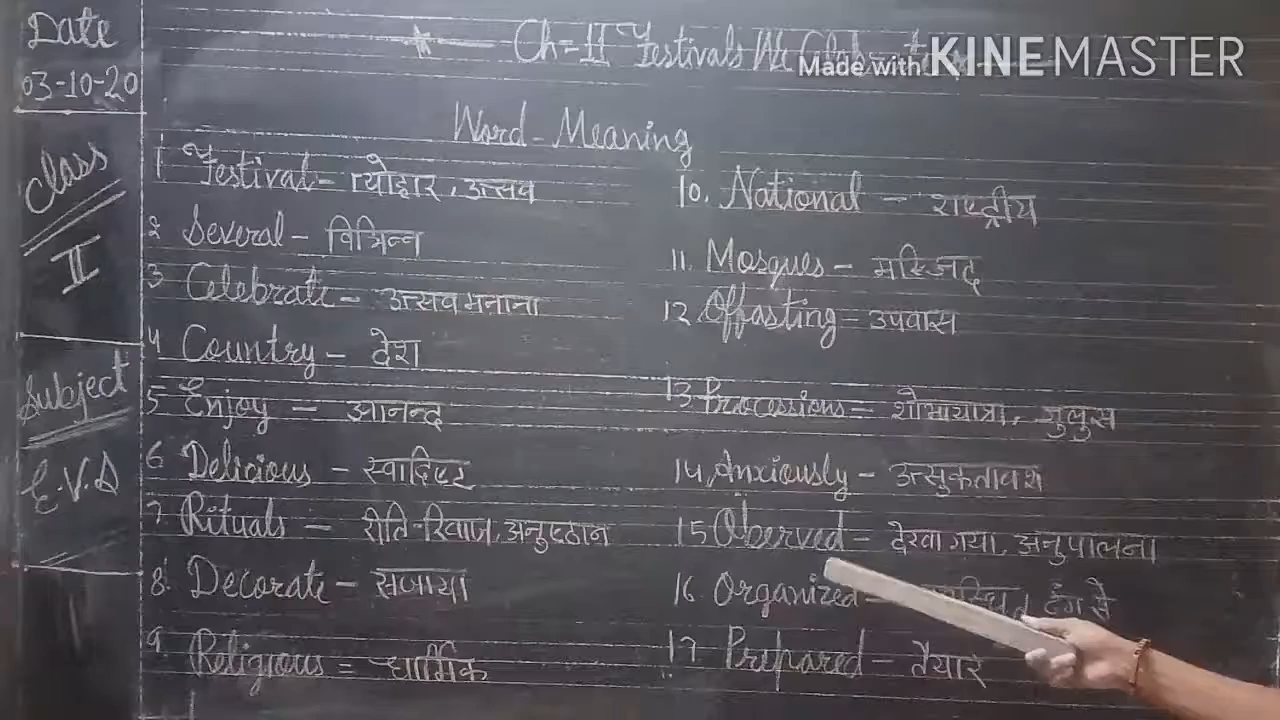 Date
03-10-20
Class
II
Subject
E.V.S
Ch=II Festivals We Celebrate
Made with KINEMASTER
Word-Meaning
1 Festival- त्योहार, उत्सव
2 Several- विभिन्न
3 Celebrate- उत्सव मनाना
4 Country- देश
5 Enjoy- आनन्द
6 Delicious- स्वादिष्ट
7 Rituals- रीति-रिवाज, अनुष्ठान
8. Decorate- सजाया
9 Religious = धार्मिक
10. National- राष्ट्रीय
11. Mosques- मस्जिद
12 Offasting- उपवास
13 Processions- शोभायात्रा, जुलुस
14 Anxiously- उत्सुकतावश
15 Observed- देखा गया, अनुपालना
16 Organized- ढंग से
17 Prepared- तैयार